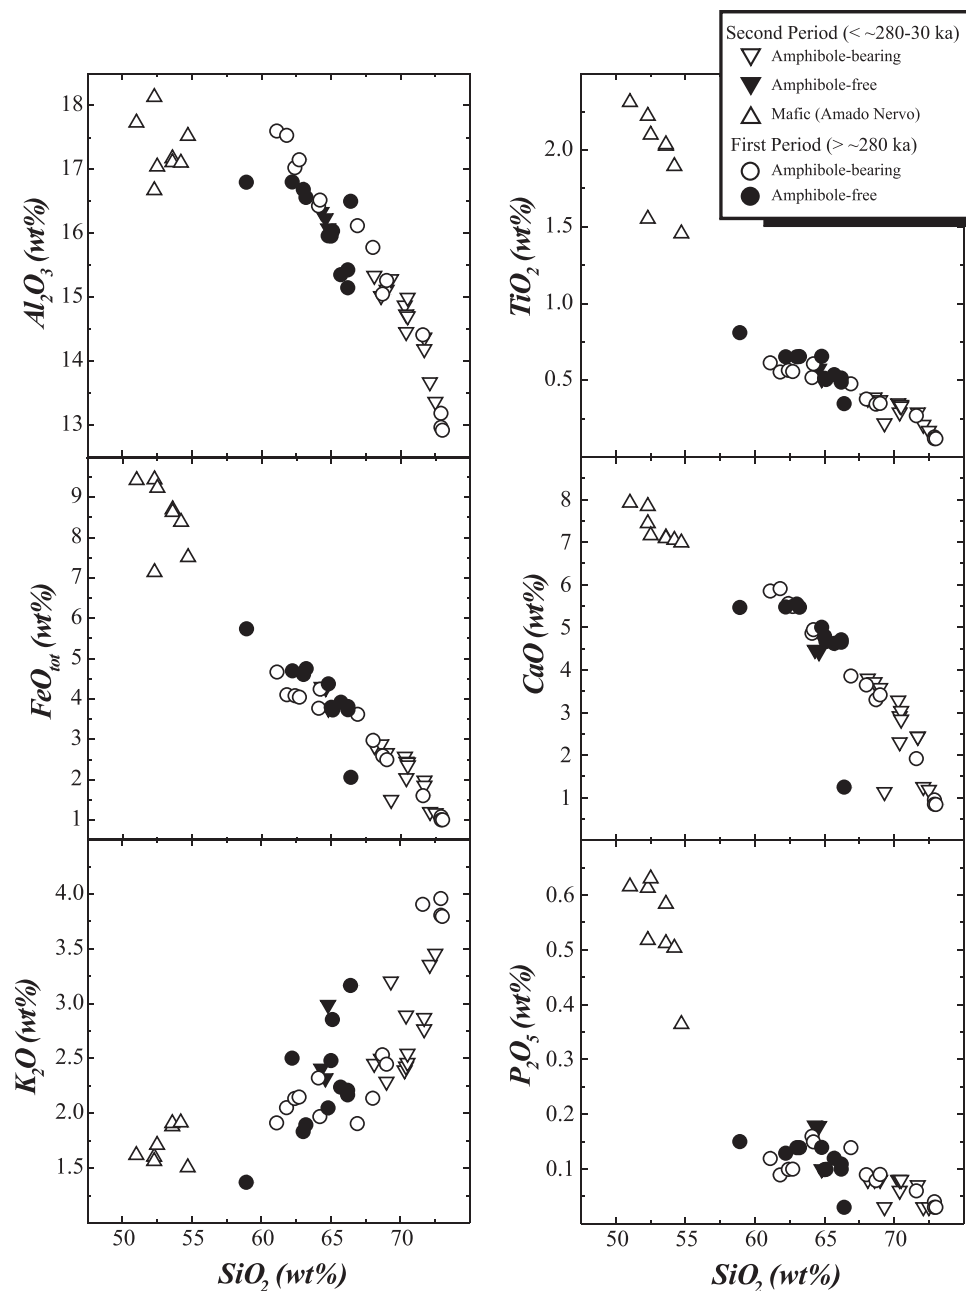 Second Period (< ~280-30 ka)
Amphibole-bearing
Amphibole-free
Mafic (Amado Nervo)
First Period (> ~280 ka)
Amphibole-bearing
Amphibole-free
18
17
16
15
14
13
Al2O3 (wt%)
2.0
1.5
1.0
0.5
TiO2 (wt%)
9
8
7
6
5
4
3
2
1
FeOtot (wt%)
8
7
6
5
4
3
2
1
CaO (wt%)
4.0
3.5
3.0
2.5
2.0
1.5
K2O (wt%)
0.6
0.5
0.4
0.3
0.2
0.1
P2O5 (wt%)
50 55 60 65 70
SiO2 (wt%)
50 55 60 65 70
SiO2 (wt%)